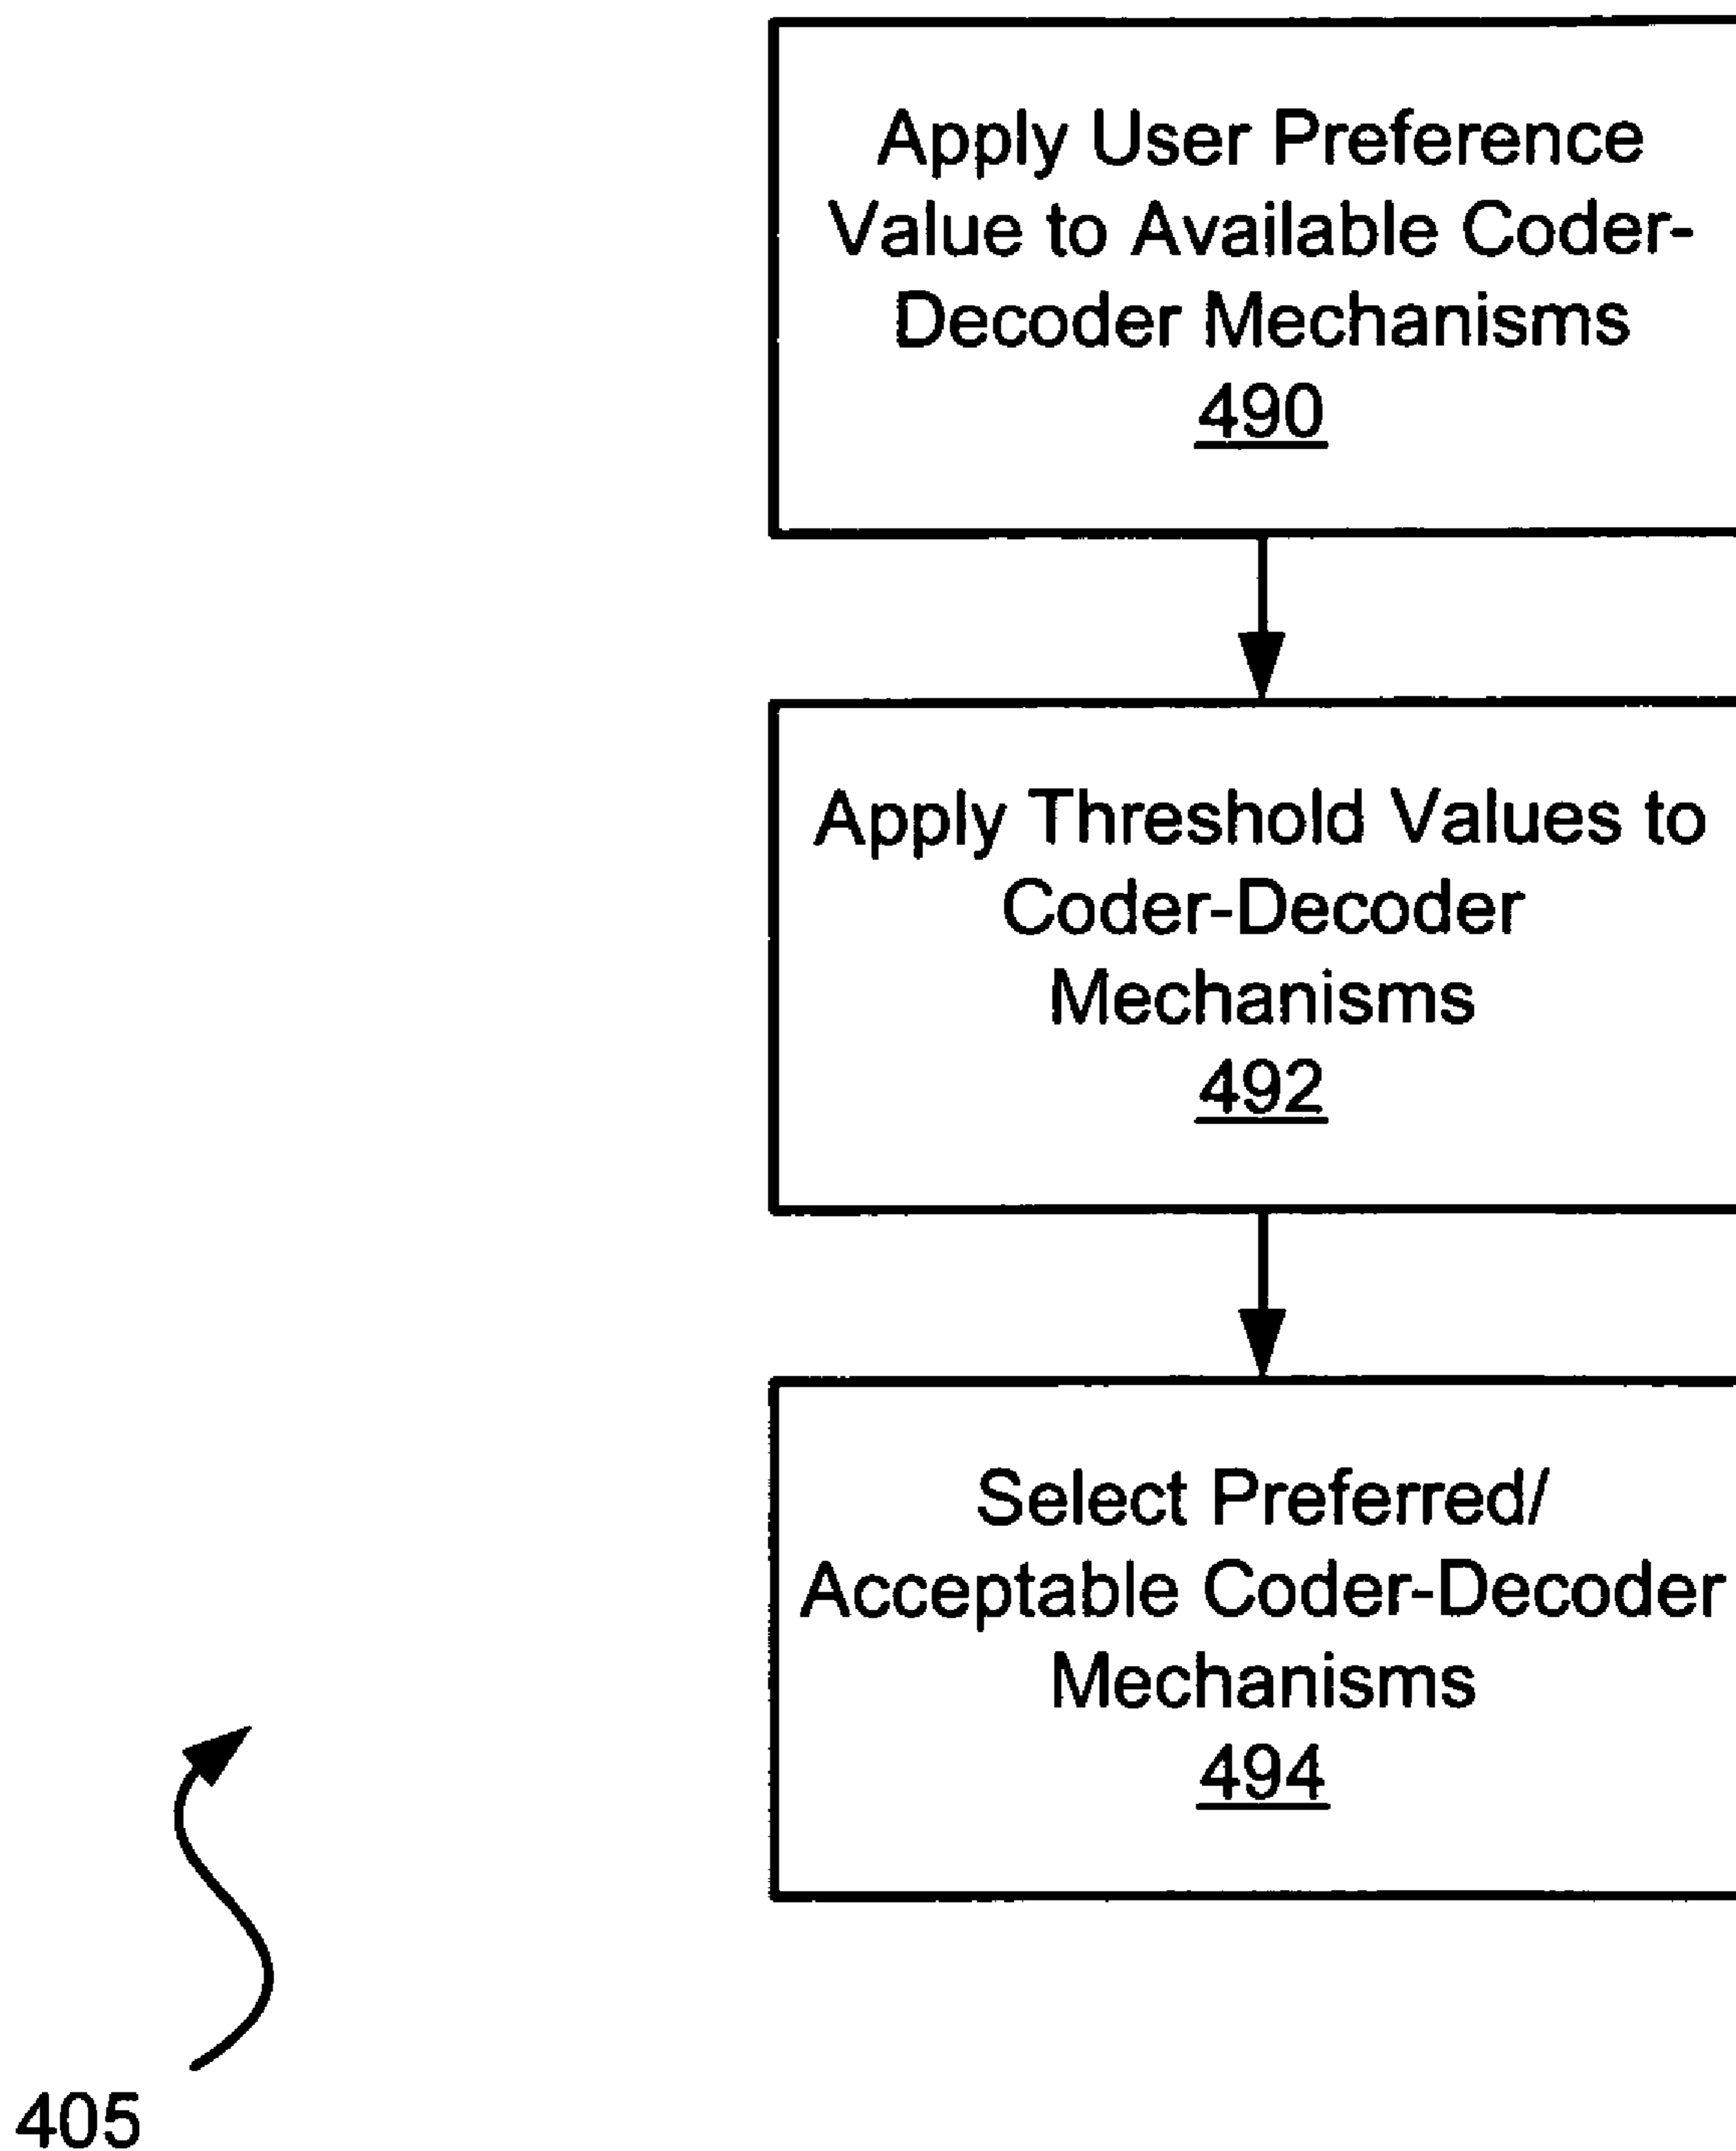 Apply User Preference
Value to Available Coder-
Decoder Mechanisms
490
Apply Threshold Values to
Coder-Decoder
Mechanisms
492
Select Preferred/
Acceptable Coder-Decoder
Mechanisms
494
405